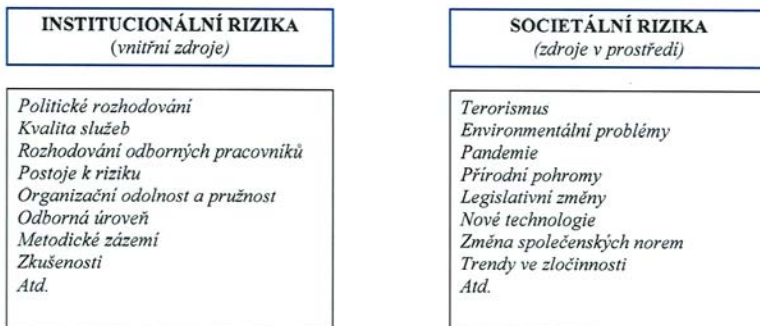 INSTITUCIONÁLNÍ RIZIKA
(vnitřní zdroje)
Politické rozhodování
Kvalita služeb
Rozhodování odborných pracovníků
Postoje k riziku
Organizační odolnost a pružnost
Odborná úroveň
Metodické zázemí
Zkušenosti
Atd.
SOCIETÁLNÍ RIZIKA
(zdroje v prostředí)
Terorismus
Environmentální problémy
Pandemie
Přírodní pohromy
Legislativní změny
Nové technologie
Změna společenských norem
Trendy ve zločinnosti
Atd.